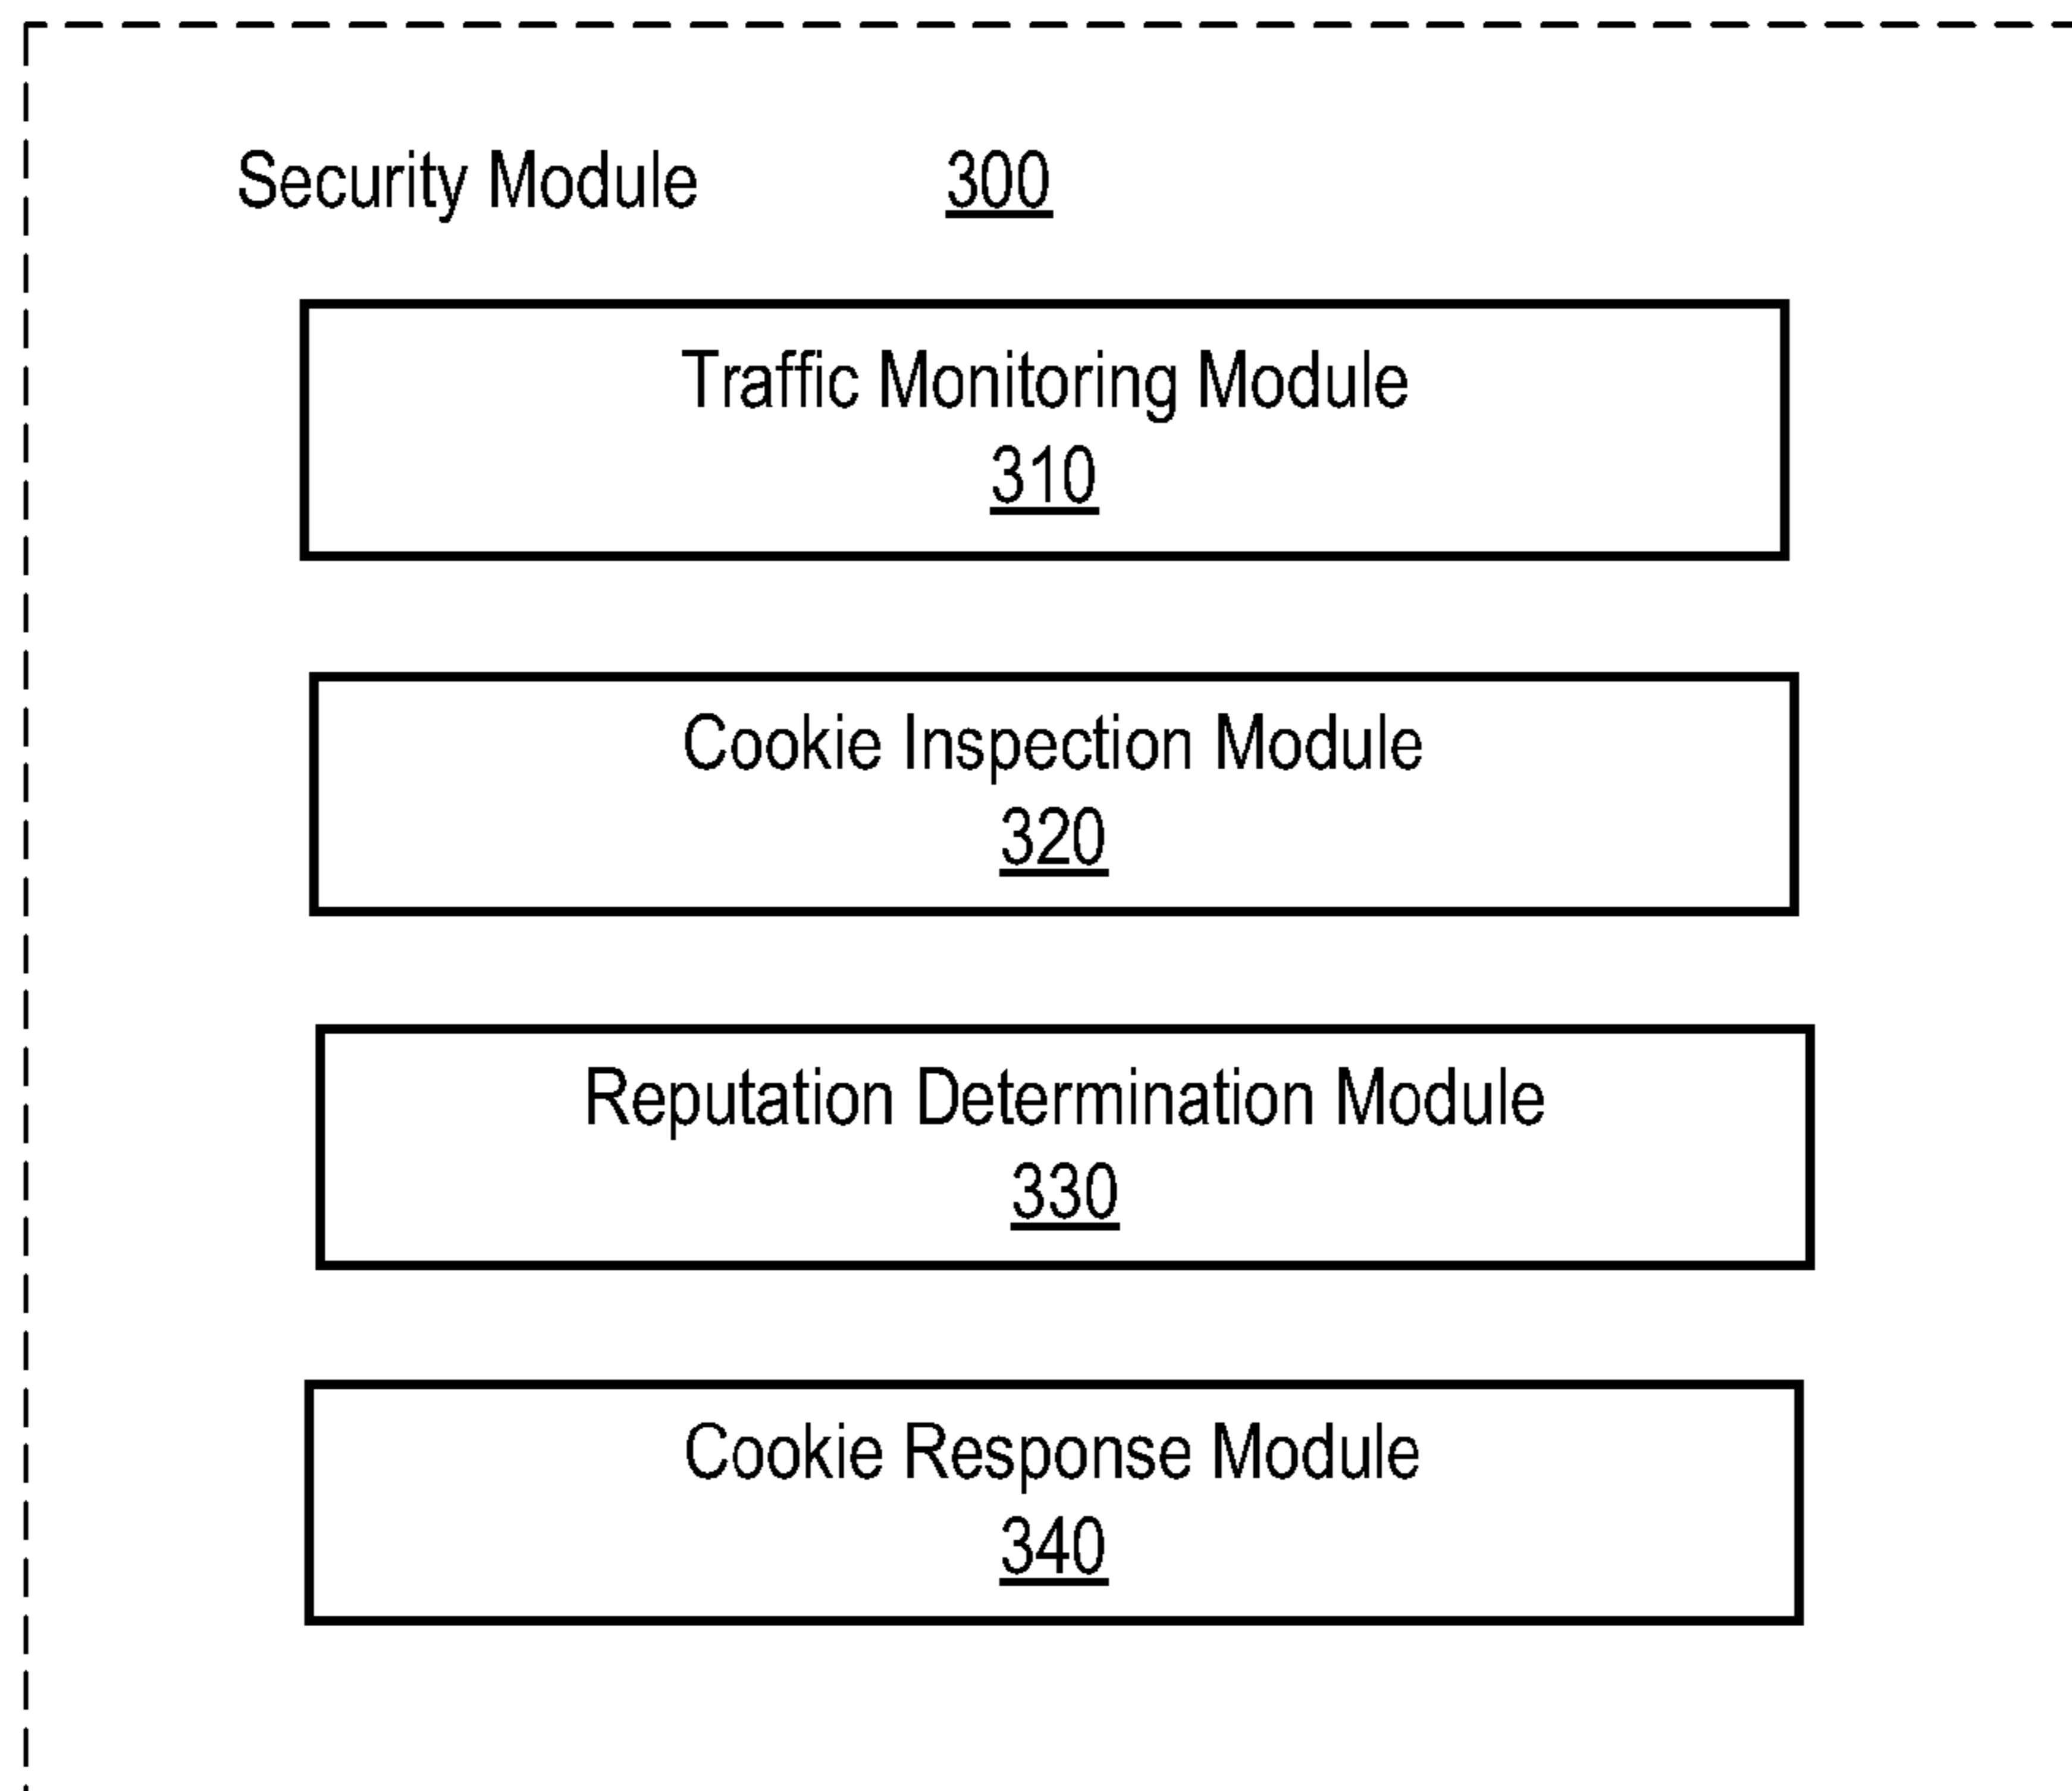 Security Module 300
Traffic Monitoring Module
310
Cookie Inspection Module
320
Reputation Determination Module
330
Cookie Response Module
340